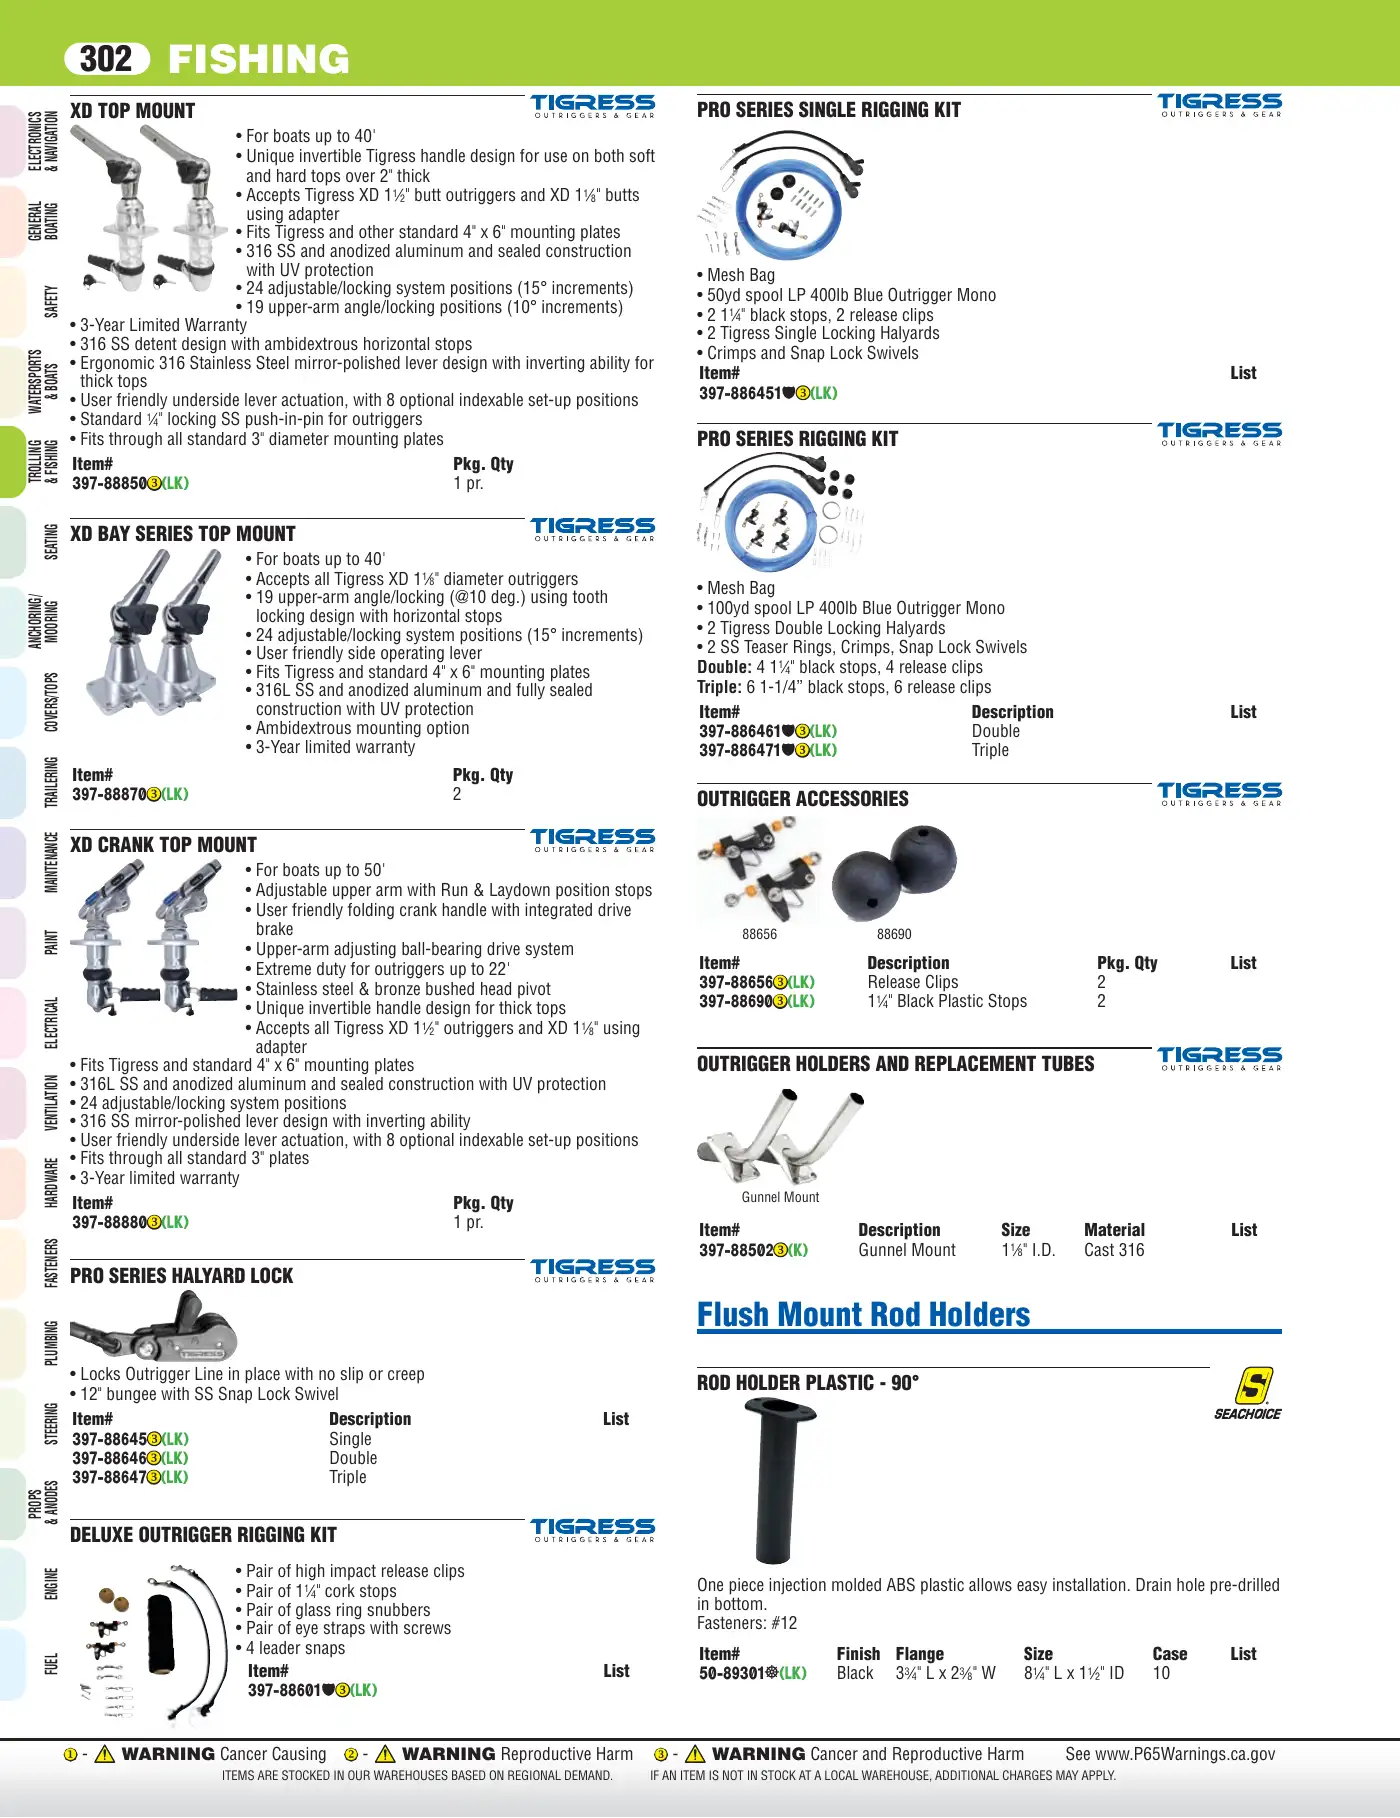 302 FISHING
ELECTRONICS
& NAVIGATION
GENERAL
BOATING
SAFETY
WATERSPORTS
& BOATS
TROLLING
& FISHING
SEATING
ANCHORING/
MOORING
COVERS/TOPS
TRAILERING
MAINTENANCE
PAINT
ELECTRICAL
VENTILATION
HARDWARE
FASTENERS
PLUMBING
STEERING
PROPS
& ANODES
ENGINE
FUEL
XD TOP MOUNT
TIGRESS
OUTRIGGERS & GEAR
• For boats up to 40'
• Unique invertible Tigress handle design for use on both soft
and hard tops over 2" thick
• Accepts Tigress XD 1½" butt outriggers and XD 1⅛" butts
using adapter
• Fits Tigress and other standard 4" x 6" mounting plates
• 316 SS and anodized aluminum and sealed construction
with UV protection
• 24 adjustable/locking system positions (15° increments)
• 19 upper-arm angle/locking positions (10° increments)
• 3-Year Limited Warranty
• 316 SS detent design with ambidextrous horizontal stops
• Ergonomic 316 Stainless Steel mirror-polished lever design with inverting ability for
thick tops
• User friendly underside lever actuation, with 8 optional indexable set-up positions
• Standard ¼" locking SS push-in-pin for outriggers
• Fits through all standard 3" diameter mounting plates
Item# Pkg. Qty
397-88850 3 (LK) 1 pr.
XD BAY SERIES TOP MOUNT
TIGRESS
OUTRIGGERS & GEAR
• For boats up to 40'
• Accepts all Tigress XD 1⅛" diameter outriggers
• 19 upper-arm angle/locking (@10 deg.) using tooth
locking design with horizontal stops
• 24 adjustable/locking system positions (15° increments)
• User friendly side operating lever
• Fits Tigress and standard 4" x 6" mounting plates
• 316L SS and anodized aluminum and fully sealed
construction with UV protection
• Ambidextrous mounting option
• 3-Year limited warranty
Item# Pkg. Qty
397-88870 3 (LK) 2
XD CRANK TOP MOUNT
TIGRESS
OUTRIGGERS & GEAR
• For boats up to 50'
• Adjustable upper arm with Run & Laydown position stops
• User friendly folding crank handle with integrated drive
brake
• Upper-arm adjusting ball-bearing drive system
• Extreme duty for outriggers up to 22'
• Stainless steel & bronze bushed head pivot
• Unique invertible handle design for thick tops
• Accepts all Tigress XD 1½" outriggers and XD 1⅛" using
adapter
• Fits Tigress and standard 4" x 6" mounting plates
• 316L SS and anodized aluminum and sealed construction with UV protection
• 24 adjustable/locking system positions
• 316 SS mirror-polished lever design with inverting ability
• User friendly underside lever actuation, with 8 optional indexable set-up positions
• Fits through all standard 3" plates
• 3-Year limited warranty
Item# Pkg. Qty
397-88880 3 (LK) 1 pr.
PRO SERIES HALYARD LOCK
TIGRESS
OUTRIGGERS & GEAR
TIGRESS
• Locks Outrigger Line in place with no slip or creep
• 12" bungee with SS Snap Lock Swivel
Item# Description List
397-88645 3 (LK) Single
397-88646 3 (LK) Double
397-88647 3 (LK) Triple
DELUXE OUTRIGGER RIGGING KIT
TIGRESS
OUTRIGGERS & GEAR
• Pair of high impact release clips
• Pair of 1¼" cork stops
• Pair of glass ring snubbers
• Pair of eye straps with screws
• 4 leader snaps
Item# List
397-88601 3 (LK)
PRO SERIES SINGLE RIGGING KIT
TIGRESS
OUTRIGGERS & GEAR
• Mesh Bag
• 50yd spool LP 400lb Blue Outrigger Mono
• 2 1¼" black stops, 2 release clips
• 2 Tigress Single Locking Halyards
• Crimps and Snap Lock Swivels
Item# List
397-886451 3 (LK)
PRO SERIES RIGGING KIT
TIGRESS
OUTRIGGERS & GEAR
• Mesh Bag
• 100yd spool LP 400lb Blue Outrigger Mono
• 2 Tigress Double Locking Halyards
• 2 SS Teaser Rings, Crimps, Snap Lock Swivels
Double: 4 1¼" black stops, 4 release clips
Triple: 6 1-1/4” black stops, 6 release clips
Item# Description List
397-886461 3 (LK) Double
397-886471 3 (LK) Triple
OUTRIGGER ACCESSORIES
TIGRESS
OUTRIGGERS & GEAR
88656 88690
Item# Description Pkg. Qty List
397-88656 3 (LK) Release Clips 2
397-88690 3 (LK) 1¼" Black Plastic Stops 2
OUTRIGGER HOLDERS AND REPLACEMENT TUBES
TIGRESS
OUTRIGGERS & GEAR
Gunnel Mount
Item# Description Size Material List
397-88502 3 (K) Gunnel Mount 1⅛" I.D. Cast 316
Flush Mount Rod Holders
ROD HOLDER PLASTIC - 90°
S
SEACHOICE
One piece injection molded ABS plastic allows easy installation. Drain hole pre-drilled
in bottom.
Fasteners: #12
Item# Finish Flange Size Case List
50-89301 (LK) Black 3¾" L x 2⅜" W 8¼" L x 1½" ID 10
1 - WARNING Cancer Causing 2 - WARNING Reproductive Harm 3 - WARNING Cancer and Reproductive Harm See www.P65Warnings.ca.gov
ITEMS ARE STOCKED IN OUR WAREHOUSES BASED ON REGIONAL DEMAND. IF AN ITEM IS NOT IN STOCK AT A LOCAL WAREHOUSE, ADDITIONAL CHARGES MAY APPLY.